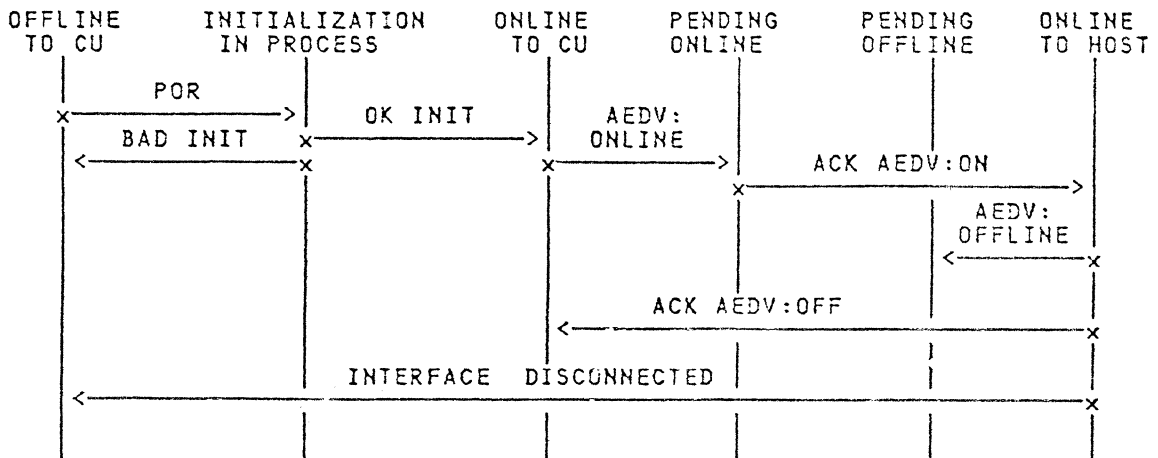 OFFLINE INITIALIZATION ONLINE PENDING PENDING ONLINE
TO CU IN PROCESS TO CU ONLINE OFFLINE TO HOST
POR
OK INIT AEDV:
BAD INIT ONLINE
ACK AEDV:ON
AEDV:
OFFLINE
ACK AEDV:OFF
INTERFACE DISCONNECTED